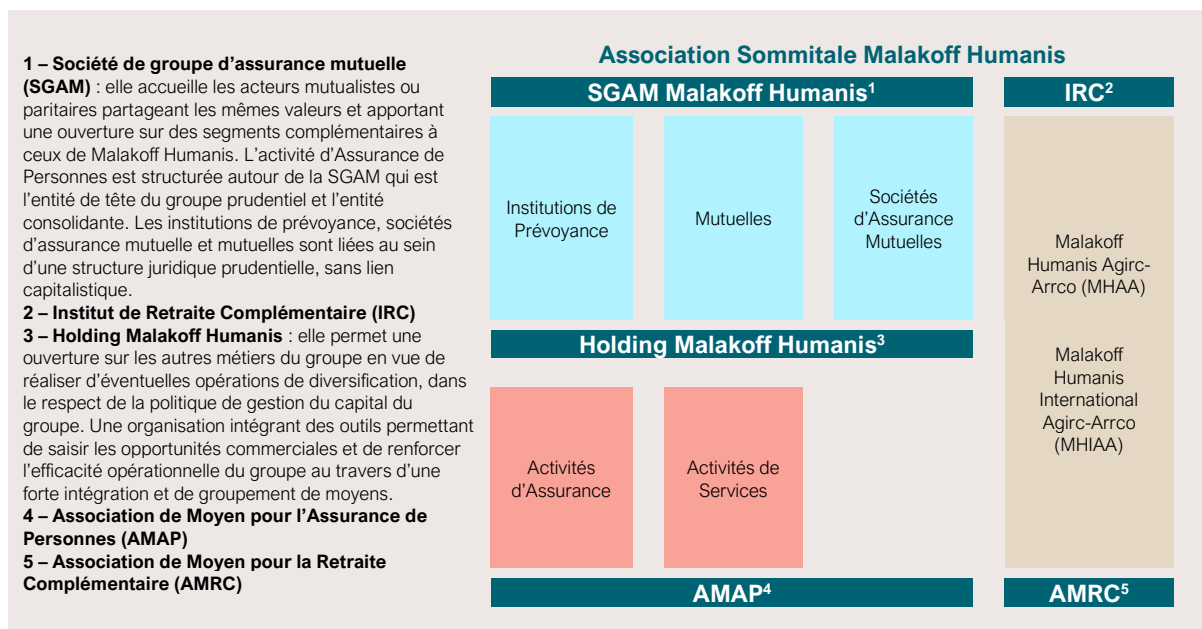 1 – Société de groupe d'assurance mutuelle
(SGAM) : elle accueille les acteurs mutualistes ou
paritaires partageant les mêmes valeurs et apportant
une ouverture sur des segments complémentaires à
ceux de Malakoff Humanis. L'activité d'Assurance de
Personnes est structurée autour de la SGAM qui est
l'entité de tête du groupe prudentiel et l'entité
consolidante. Les institutions de prévoyance, sociétés
d'assurance mutuelle et mutuelles sont liées au sein
d'une structure juridique prudentielle, sans lien
capitalistique.
2 – Institut de Retraite Complémentaire (IRC)
3 – Holding Malakoff Humanis : elle permet une
ouverture sur les autres métiers du groupe en vue de
réaliser d'éventuelles opérations de diversification, dans
le respect de la politique de gestion du capital du
groupe. Une organisation intégrant des outils permettant
de saisir les opportunités commerciales et de renforcer
l'efficacité opérationnelle du groupe au travers d'une
forte intégration et de groupement de moyens.
4 – Association de Moyen pour l'Assurance de
Personnes (AMAP)
5 – Association de Moyen pour la Retraite
Complémentaire (AMRC)
Association Sommitale Malakoff Humanis
SGAM Malakoff Humanis¹
IRC²
Institutions de
Prévoyance
Mutuelles
Sociétés
d'Assurance
Mutuelles
Malakoff
Humanis Agirc-
Arrco (MHAA)
Holding Malakoff Humanis³
Malakoff
Humanis
International
Agirc-Arrco
(MHIAA)
Activités
d'Assurance
Activités de
Services
AMAP⁴
AMRC⁵